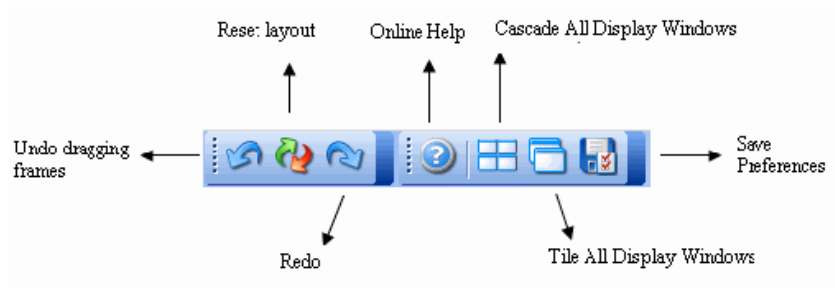 Rese: layout
Online Help
Cascade All Display Windows
Undo dragging
frames
Save
Preferences
Redo
Tile All Display Windows